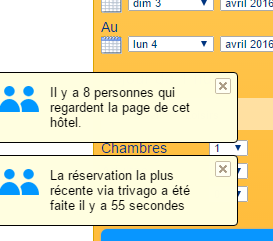 dim 3
avril 2016
Au
lun 4
avril 2016
Il y a 8 personnes qui
regardent la page de cet
hôtel.
Chambres
1
La réservation la plus
récente via trivago a été
faite il y a 55 secondes